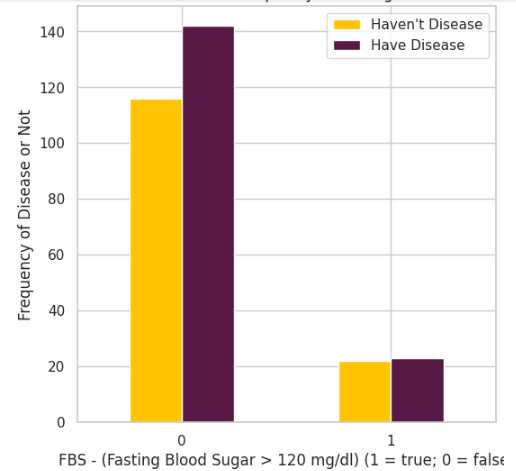 Haven't Disease
Have Disease
Frequency of Disease or Not
140
120
100
80
60
40
20
0
0 1
FBS - (Fasting Blood Sugar > 120 mg/dl) (1 = true; 0 = false